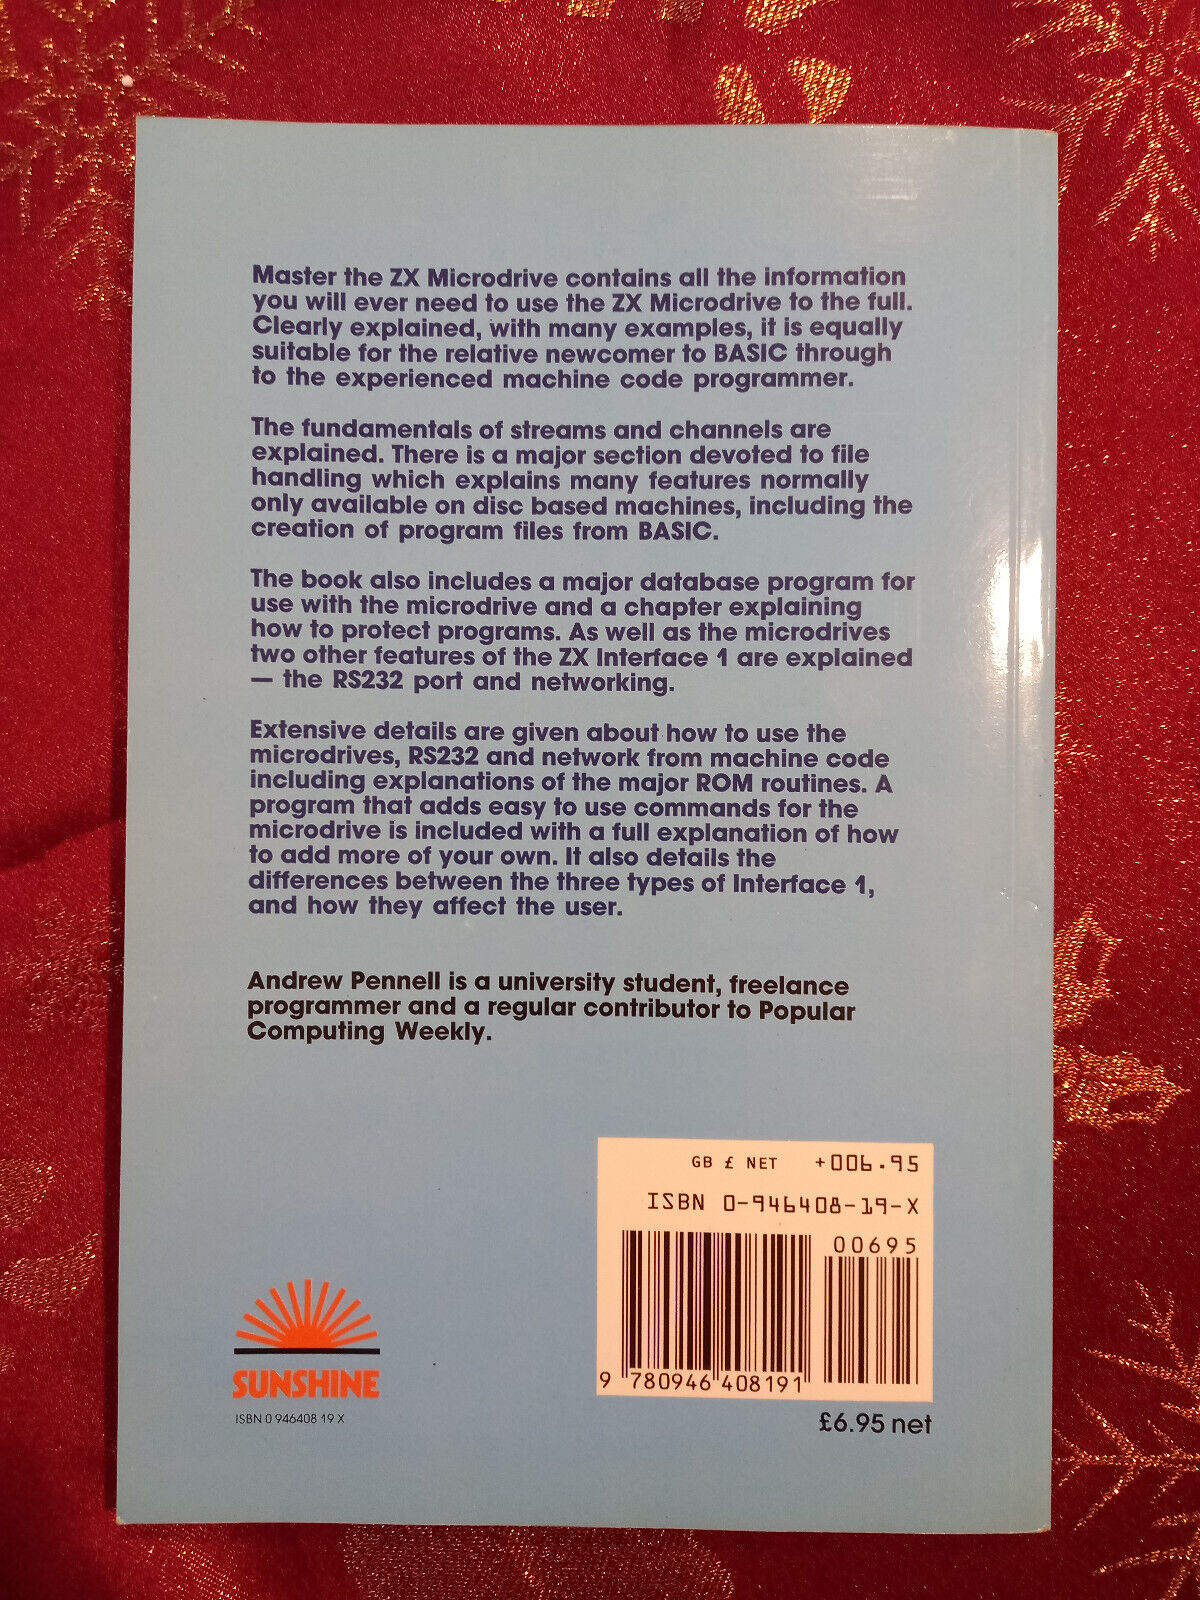 Master the ZX Microdrive contains all the information
you will ever need to use the ZX Microdrive to the full.
Clearly explained, with many examples, it is equally
suitable for the relative newcomer to BASIC through
to the experienced machine code programmer.
The fundamentals of streams and channels are
explained. There is a major section devoted to file
handling which explains many features normally
only available on disc based machines, including the
creation of program files from BASIC.
The book also includes a major database program for
use with the microdrive and a chapter explaining
how to protect programs. As well as the microdrives
two other features of the ZX Interface 1 are explained
— the RS232 port and networking.
Extensive details are given about how to use the
microdrives, RS232 and network from machine code
including explanations of the major ROM routines. A
program that adds easy to use commands for the
microdrive is included with a full explanation of how
to add more of your own. It also details the
differences between the three types of Interface 1,
and how they affect the user.
Andrew Pennell is a university student, freelance
programmer and a regular contributor to Popular
Computing Weekly.
GB £ NET +006.95
ISBN 0-946408-19-X
00695
9 780946 408191
£6.95 net
SUNSHINE
ISBN 0 946408 19 X